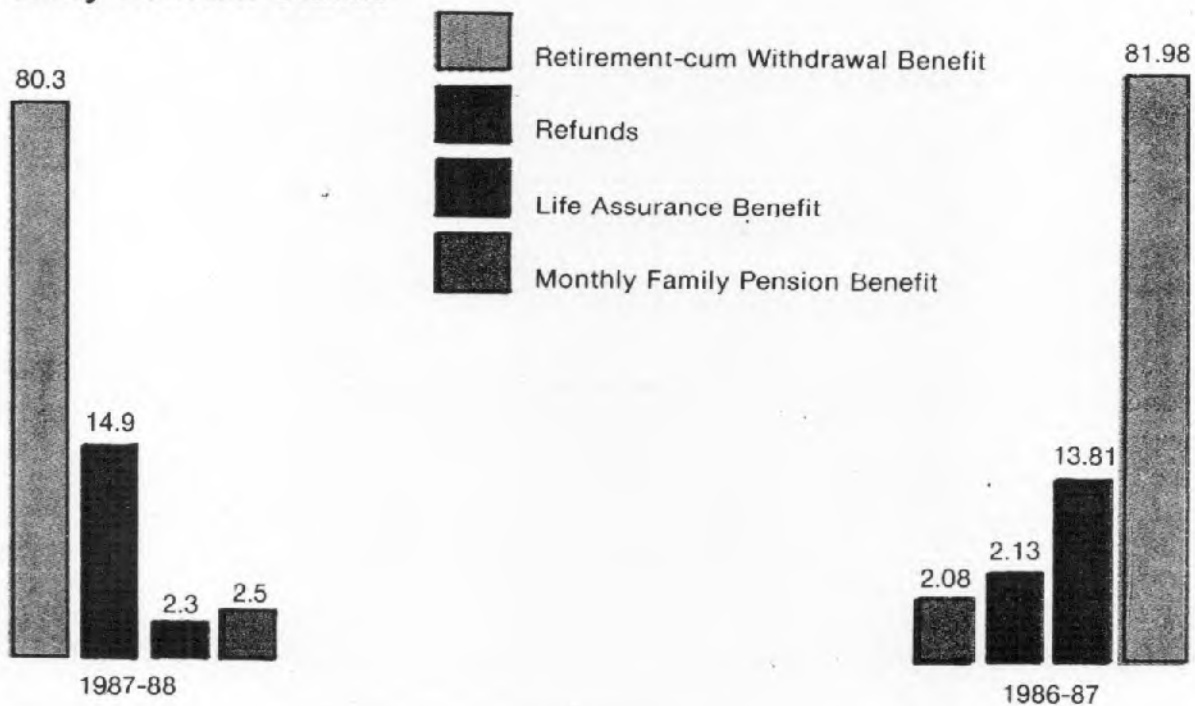 Retirement-cum Withdrawal Benefit
Refunds
Life Assurance Benefit
Monthly Family Pension Benefit
80.3
14.9
2.3
2.5
1987-88
2.08
2.13
13.81
81.98
1986-87